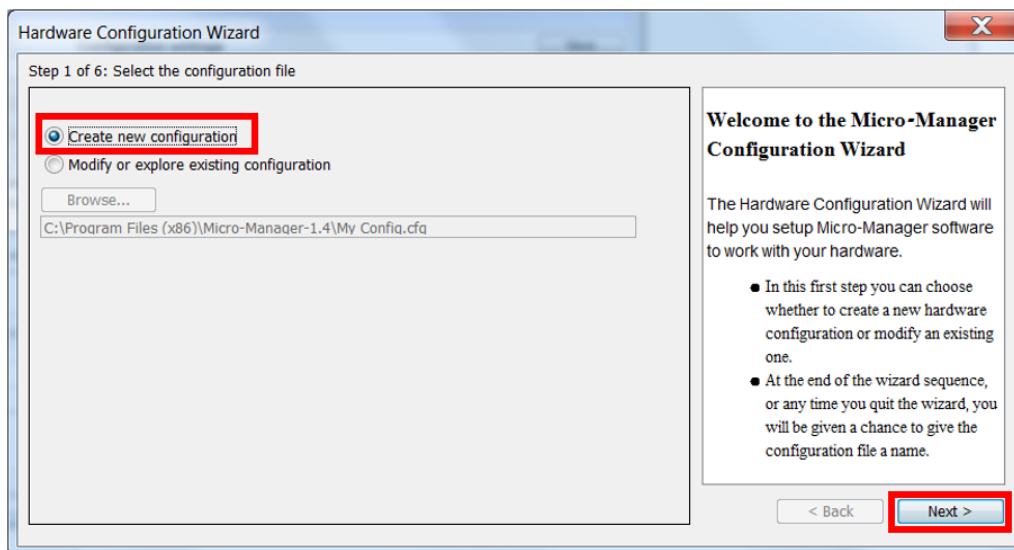 Hardware Configuration Wizard
Step 1 of 6: Select the configuration file
Create new configuration
Modify or explore existing configuration
Browse...
C:\Program Files (x86)\Micro-Manager-1.4\My Config.cfg
Welcome to the Micro-Manager
Configuration Wizard
The Hardware Configuration Wizard will
help you setup Micro-Manager software
to work with your hardware.
● In this first step you can choose
whether to create a new hardware
configuration or modify an existing
one.
● At the end of the wizard sequence,
or any time you quit the wizard, you
will be given a chance to give the
configuration file a name.
< Back
Next >